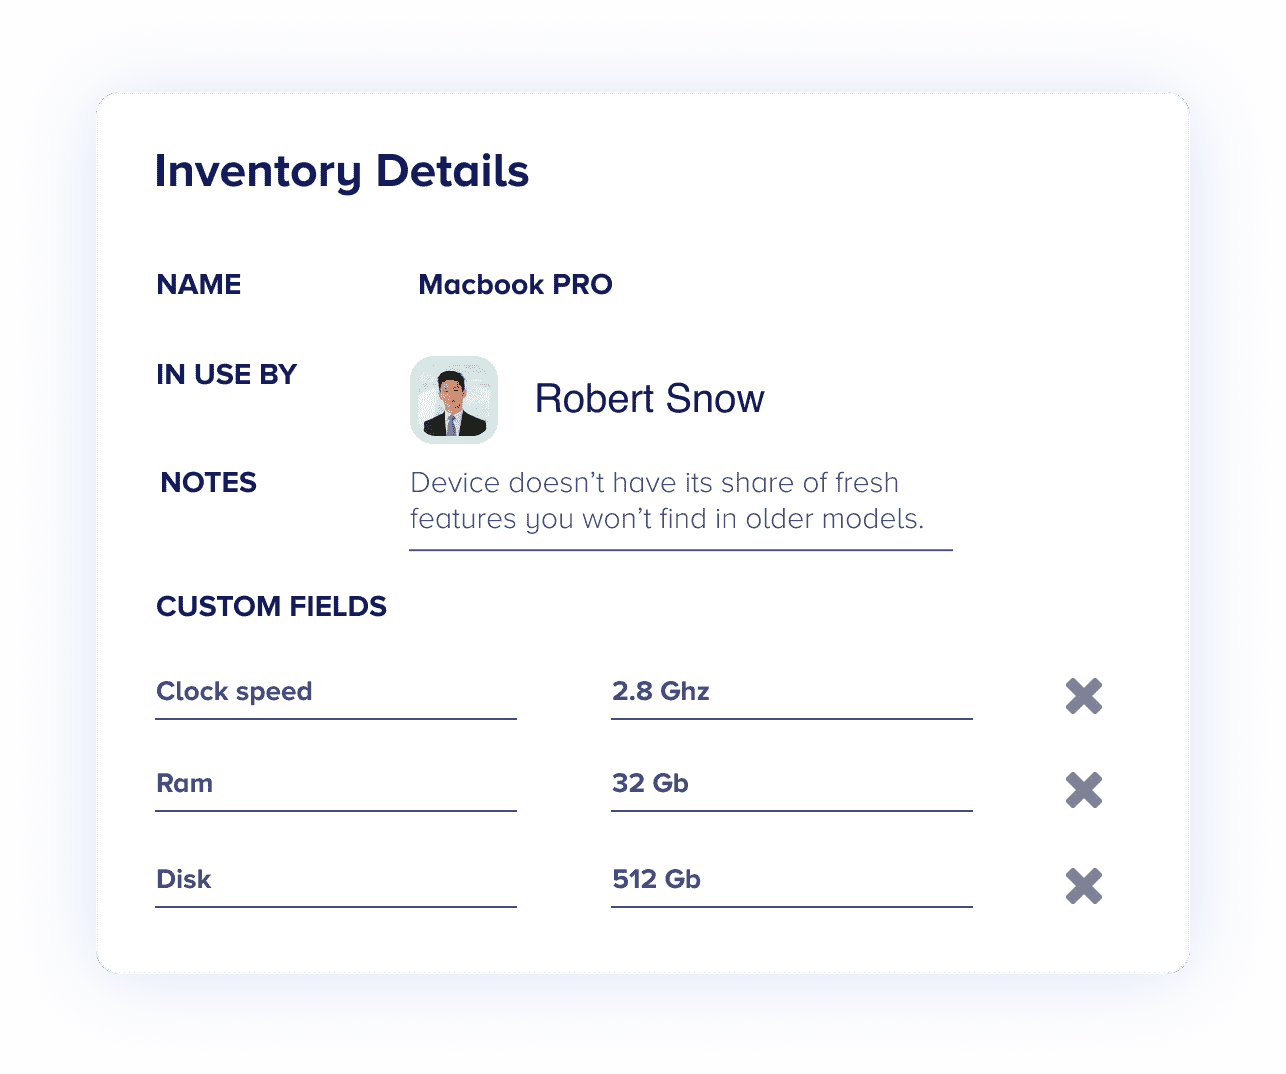 Inventory Details
NAME Macbook PRO
IN USE BY Robert Snow
NOTES Device doesn’t have its share of fresh
features you won’t find in older models.
CUSTOM FIELDS
Clock speed 2.8 Ghz
Ram 32 Gb
Disk 512 Gb